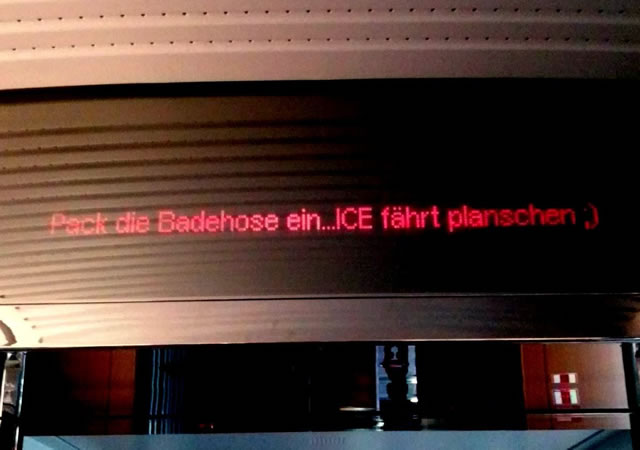 Pack die Badehose ein...ICE fährt planschen ;)